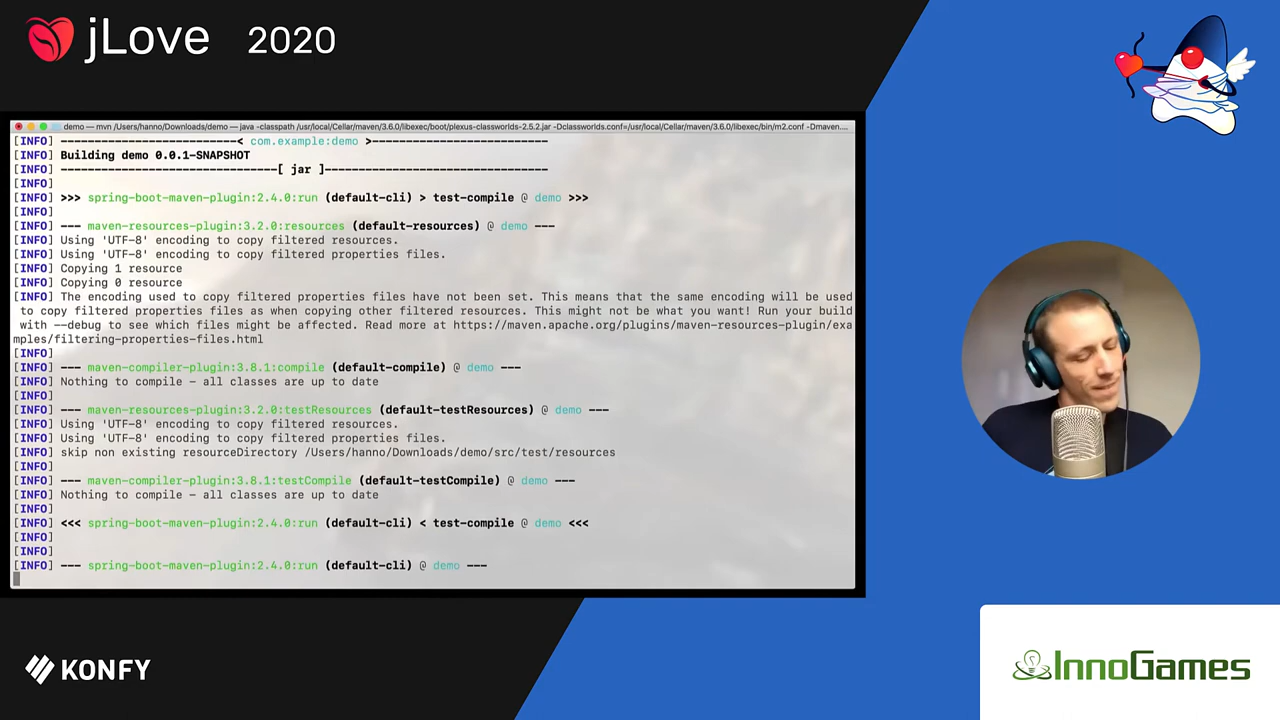 jLove 2020
demo — mvn /Users/hanno/Downloads/demo — java -classpath /usr/local/Cellar/maven/3.6.0/libexec/boot/plexus-classworlds-2.5.2.jar -Dclassworlds.conf=/usr/local/Cellar/maven/3.6.0/libexec/bin/m2.conf -Dmaven....
[INFO] --------------------------< com.example:demo >--------------------------
[INFO] Building demo 0.0.1-SNAPSHOT
[INFO] --------------------------------[ jar ]---------------------------------
[INFO]
[INFO] >>> spring-boot-maven-plugin:2.4.0:run (default-cli) > test-compile @ demo >>>
[INFO]
[INFO] --- maven-resources-plugin:3.2.0:resources (default-resources) @ demo ---
[INFO] Using 'UTF-8' encoding to copy filtered resources.
[INFO] Using 'UTF-8' encoding to copy filtered properties files.
[INFO] Copying 1 resource
[INFO] Copying 0 resource
[INFO] The encoding used to copy filtered properties files have not been set. This means that the same encoding will be used
to copy filtered properties files as when copying other filtered resources. This might not be what you want! Run your build
with --debug to see which files might be affected. Read more at https://maven.apache.org/plugins/maven-resources-plugin/exa
mples/filtering-properties-files.html
[INFO]
[INFO] --- maven-compiler-plugin:3.8.1:compile (default-compile) @ demo ---
[INFO] Nothing to compile - all classes are up to date
[INFO]
[INFO] --- maven-resources-plugin:3.2.0:testResources (default-testResources) @ demo ---
[INFO] Using 'UTF-8' encoding to copy filtered resources.
[INFO] Using 'UTF-8' encoding to copy filtered properties files.
[INFO] skip non existing resourceDirectory /Users/hanno/Downloads/demo/src/test/resources
[INFO]
[INFO] --- maven-compiler-plugin:3.8.1:testCompile (default-testCompile) @ demo ---
[INFO] Nothing to compile - all classes are up to date
[INFO]
[INFO] <<< spring-boot-maven-plugin:2.4.0:run (default-cli) < test-compile @ demo <<<
[INFO]
[INFO]
[INFO] --- spring-boot-maven-plugin:2.4.0:run (default-cli) @ demo ---
KONFY
InnoGames